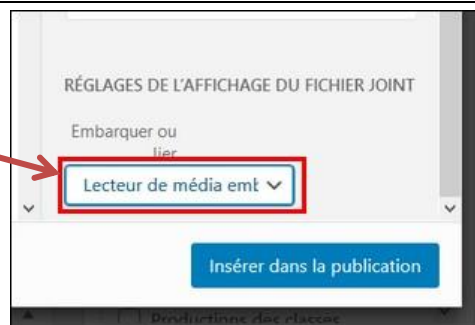 RÉGLAGES DE L'AFFICHAGE DU FICHIER JOINT
Embarquer ou
lier
Lecteur de média emb
Insérer dans la publication
Productions des classes